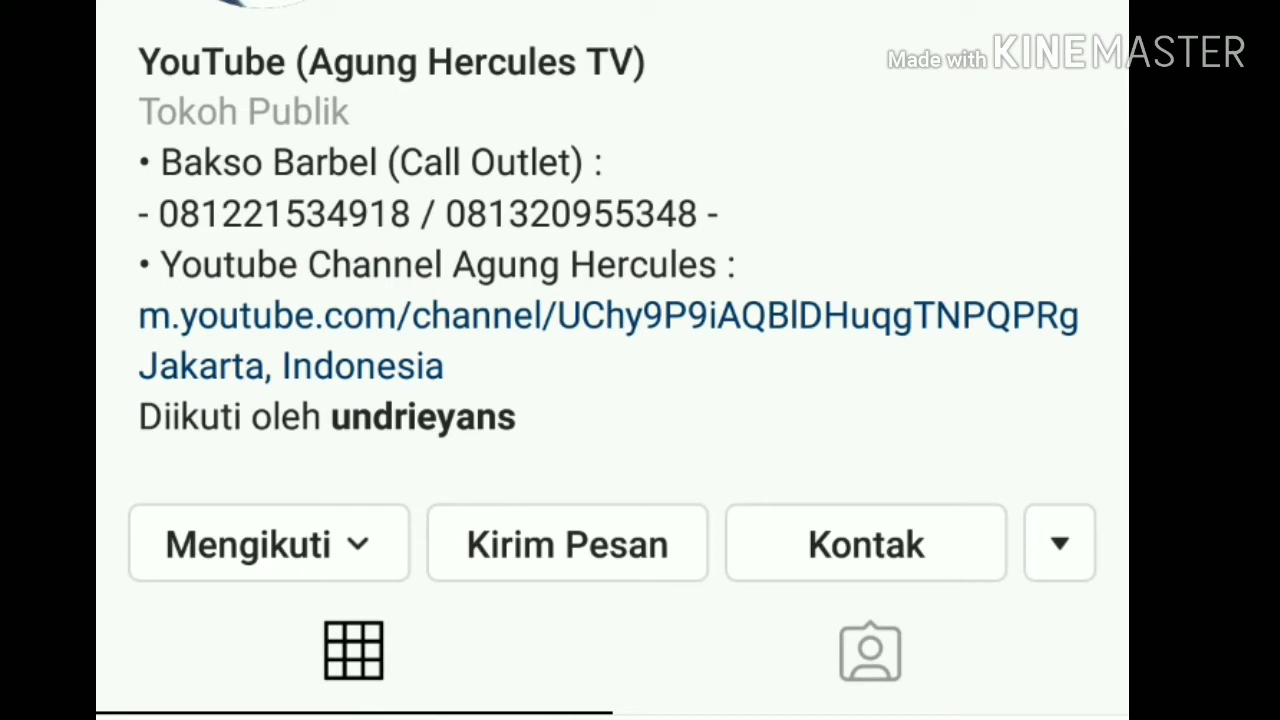 Made with KINEMASTER
YouTube (Agung Hercules TV)
Tokoh Publik
• Bakso Barbel (Call Outlet) :
- 081221534918 / 081320955348 -
• Youtube Channel Agung Hercules :
m.youtube.com/channel/UChy9P9iAQBlDHuqgTNPQPRg
Jakarta, Indonesia
Diikuti oleh undrieyans
Mengikuti
Kirim Pesan
Kontak